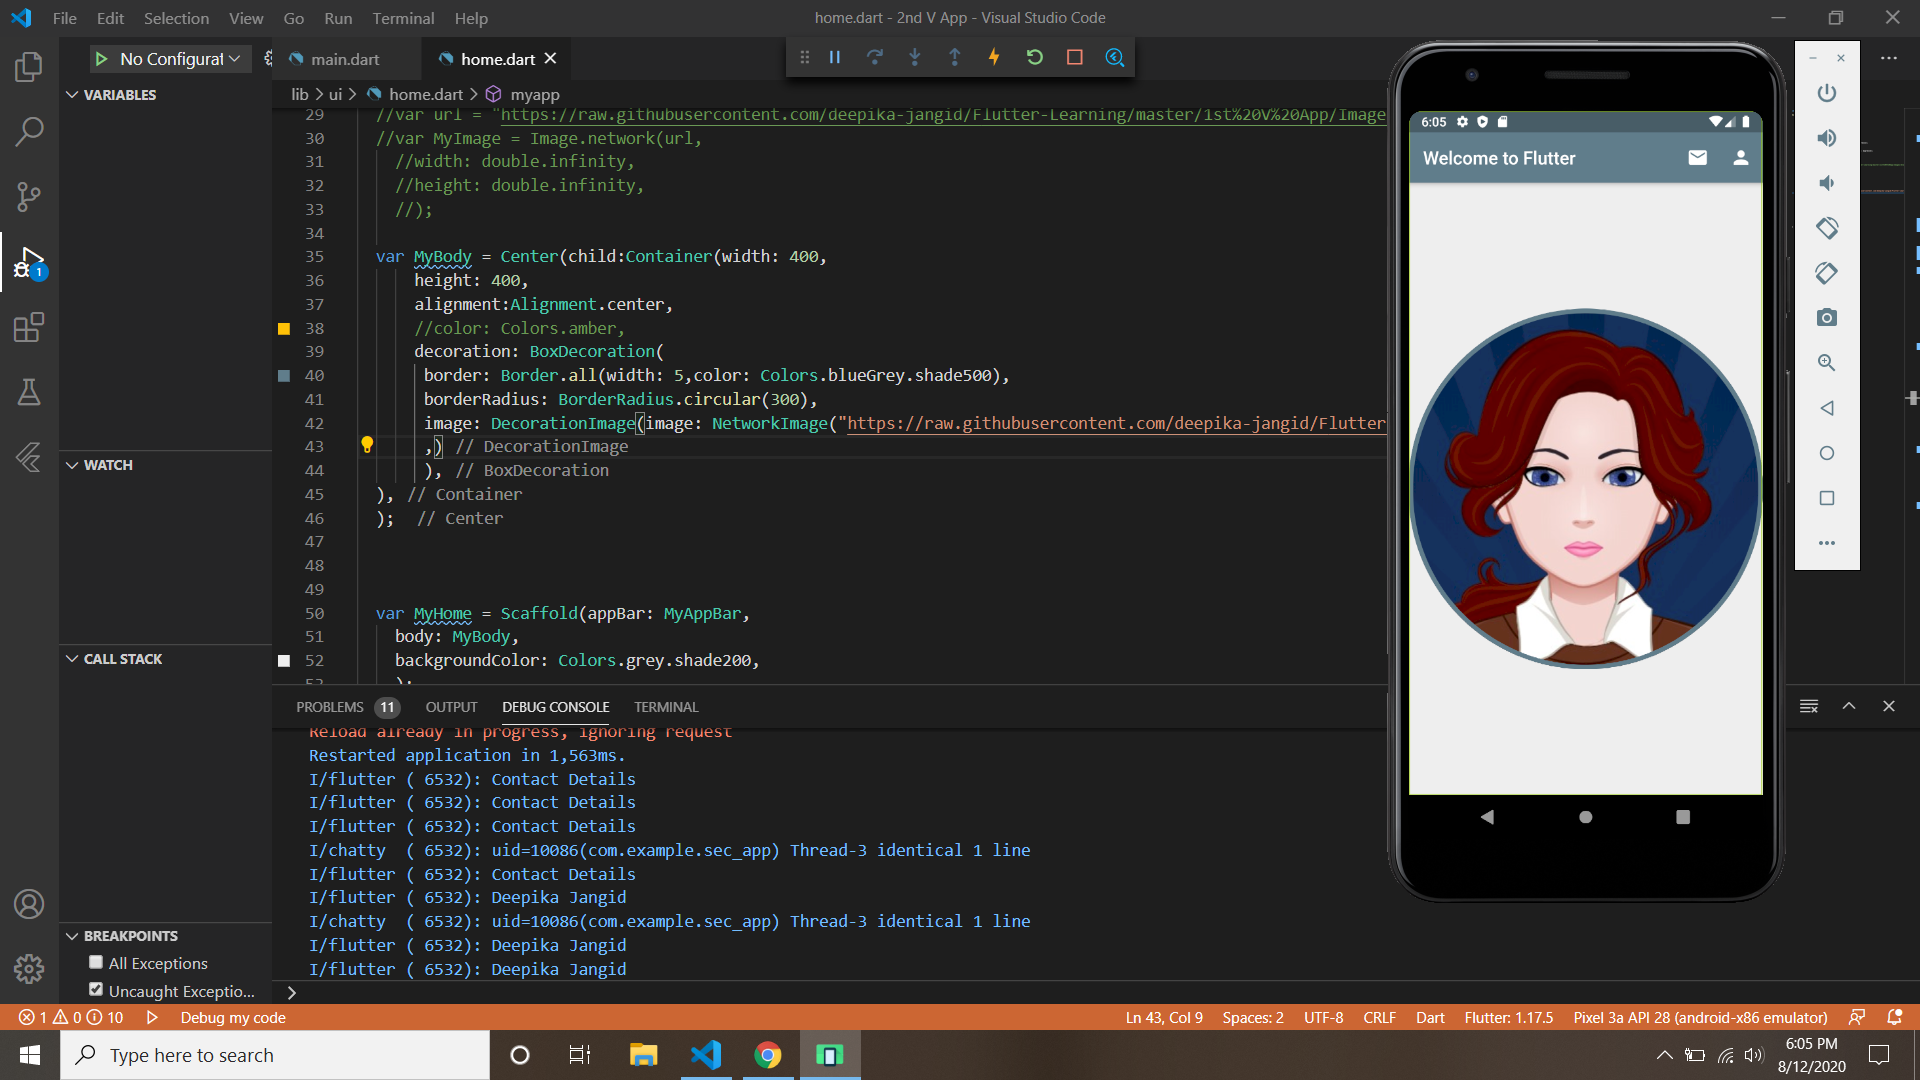 File Edit Selection View Go Run Terminal Help
home.dart - 2nd V App - Visual Studio Code
No Configurat
main.dart
home.dart
VARIABLES
WATCH
CALL STACK
BREAKPOINTS
All Exceptions
Uncaught Exceptio...
lib > ui > home.dart > myapp
29 //var url = "https://raw.githubusercontent.com/deepika-jangid/Flutter-Learning/master/1st%20V%20App/Image
30 //var MyImage = Image.network(url,
31 //width: double.infinity,
32 //height: double.infinity,
33 //);
34
35 var MyBody = Center(child:Container(width: 400,
36 height: 400,
37 alignment:Alignment.center,
38 //color: Colors.amber,
39 decoration: BoxDecoration(
40 border: Border.all(width: 5,color: Colors.blueGrey.shade500),
41 borderRadius: BorderRadius.circular(300),
42 image: DecorationImage(image: NetworkImage("https://raw.githubusercontent.com/deepika-jangid/Flutter
43 ,) // DecorationImage
44 ), // BoxDecoration
45 ), // Container
46 ); // Center
47
48
49
50 var MyHome = Scaffold(appBar: MyAppBar,
51 body: MyBody,
52 backgroundColor: Colors.grey.shade200,
53 );
PROBLEMS 11 OUTPUT DEBUG CONSOLE TERMINAL
Reload already in progress, ignoring request
Restarted application in 1,563ms.
I/flutter ( 6532): Contact Details
I/flutter ( 6532): Contact Details
I/flutter ( 6532): Contact Details
I/chatty ( 6532): uid=10086(com.example.sec_app) Thread-3 identical 1 line
I/flutter ( 6532): Contact Details
I/flutter ( 6532): Deepika Jangid
I/chatty ( 6532): uid=10086(com.example.sec_app) Thread-3 identical 1 line
I/flutter ( 6532): Deepika Jangid
I/flutter ( 6532): Deepika Jangid
6:05
Welcome to Flutter
1
1 0 10 Debug my code
Ln 43, Col 9 Spaces: 2 UTF-8 CRLF Dart Flutter: 1.17.5 Pixel 3a API 28 (android-x86 emulator)
Type here to search
6:05 PM
8/12/2020